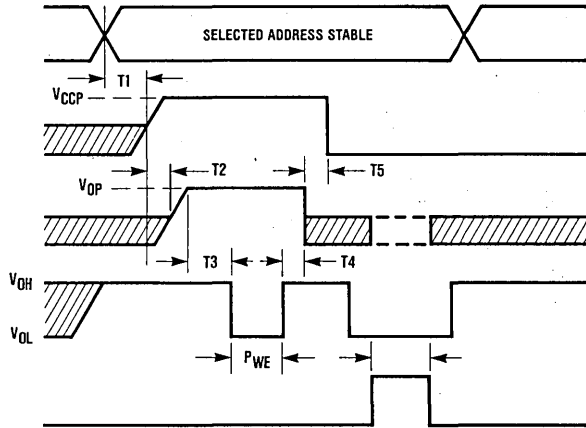 SELECTED ADDRESS STABLE
T1
VCCP
T2
T5
VOP
T3
T4
VOH
VOL
PWE